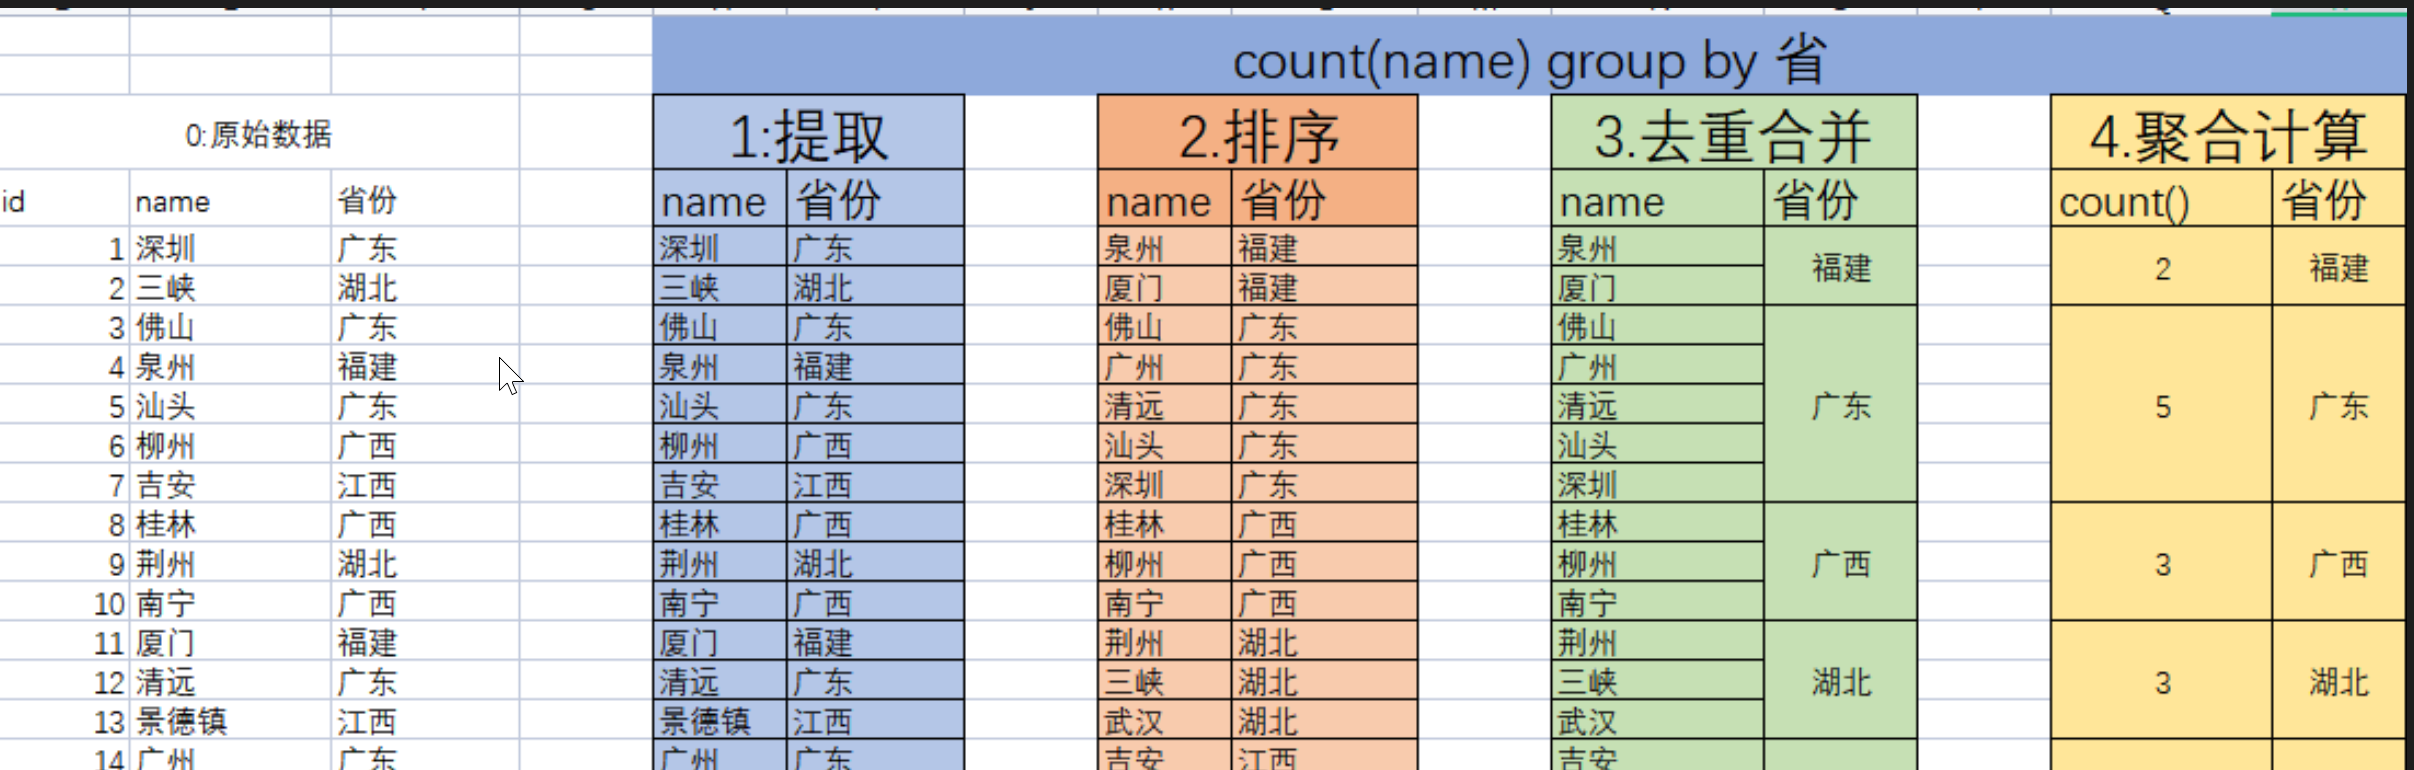 count(name) group by 省
0:原始数据 1:提取 2.排序 3.去重合并 4.聚合计算
id name 省份 name 省份 name 省份 name 省份 count() 省份
1 深圳 广东 深圳 广东 泉州 福建 泉州 福建 2 福建
2 三峡 湖北 三峡 湖北 厦门 福建 厦门
3 佛山 广东 佛山 广东 佛山 广东 佛山 广东 5 广东
4 泉州 福建 泉州 福建 广州 广东 广州
5 汕头 广东 汕头 广东 清远 广东 清远
6 柳州 广西 柳州 广西 汕头 广东 汕头
7 吉安 江西 吉安 江西 深圳 广东 深圳
8 桂林 广西 桂林 广西 桂林 广西 桂林 广西 3 广西
9 荆州 湖北 荆州 湖北 柳州 广西 柳州
10 南宁 广西 南宁 广西 南宁 广西 南宁
11 厦门 福建 厦门 福建 荆州 湖北 荆州 湖北 3 湖北
12 清远 广东 清远 广东 三峡 湖北 三峡
13 景德镇 江西 景德镇 江西 武汉 湖北 武汉
14 广州 广东 广州 广东 吉安 江西 吉安